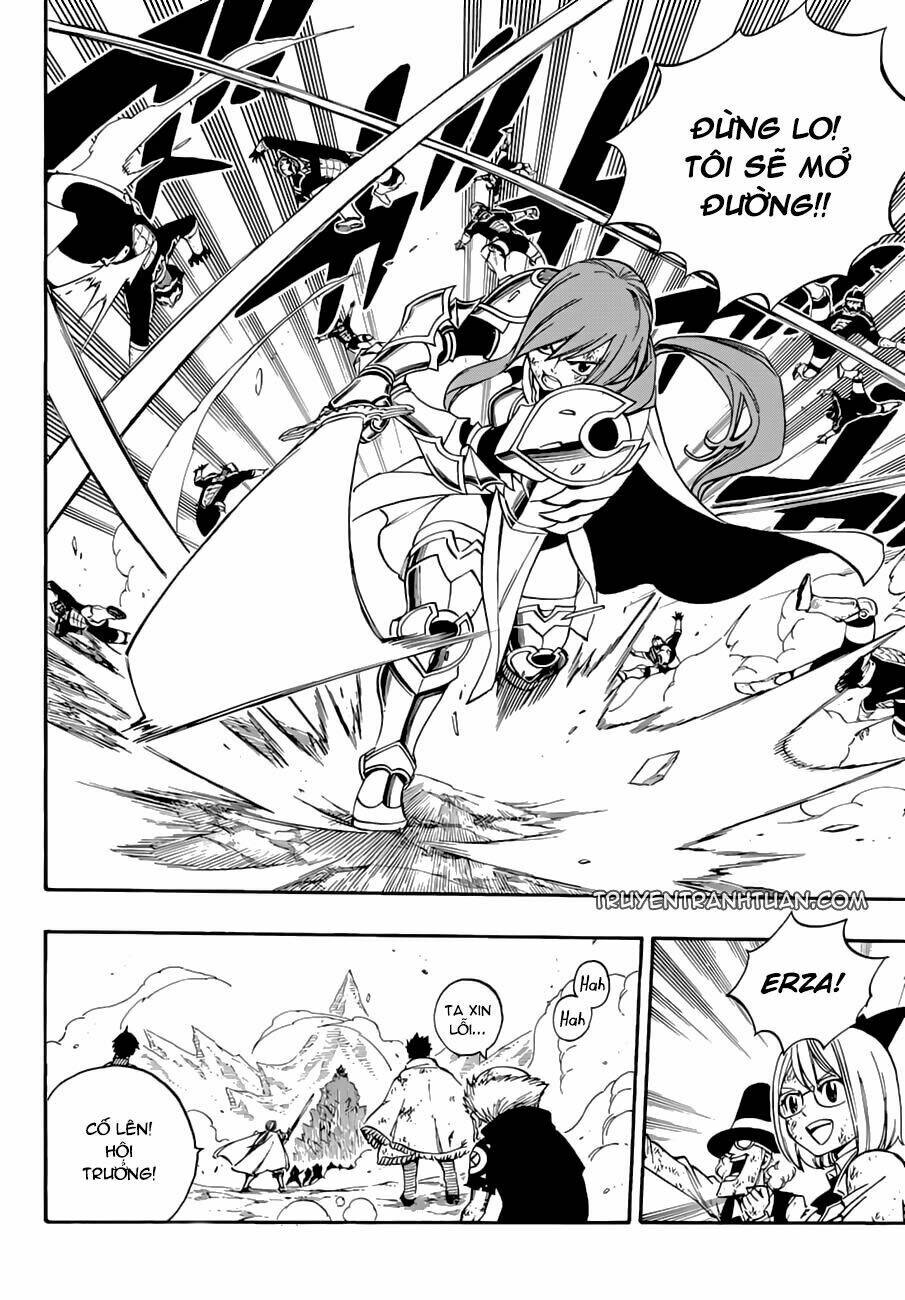 ĐỪNG LO!
TÔI SẼ MỞ
ĐƯỜNG!!
TRUYENTRANHTUAN.COM
ERZA!
Hah
Hah
TA XIN
LỖI...
CỐ LÊN!
HỘI
TRƯỞNG!